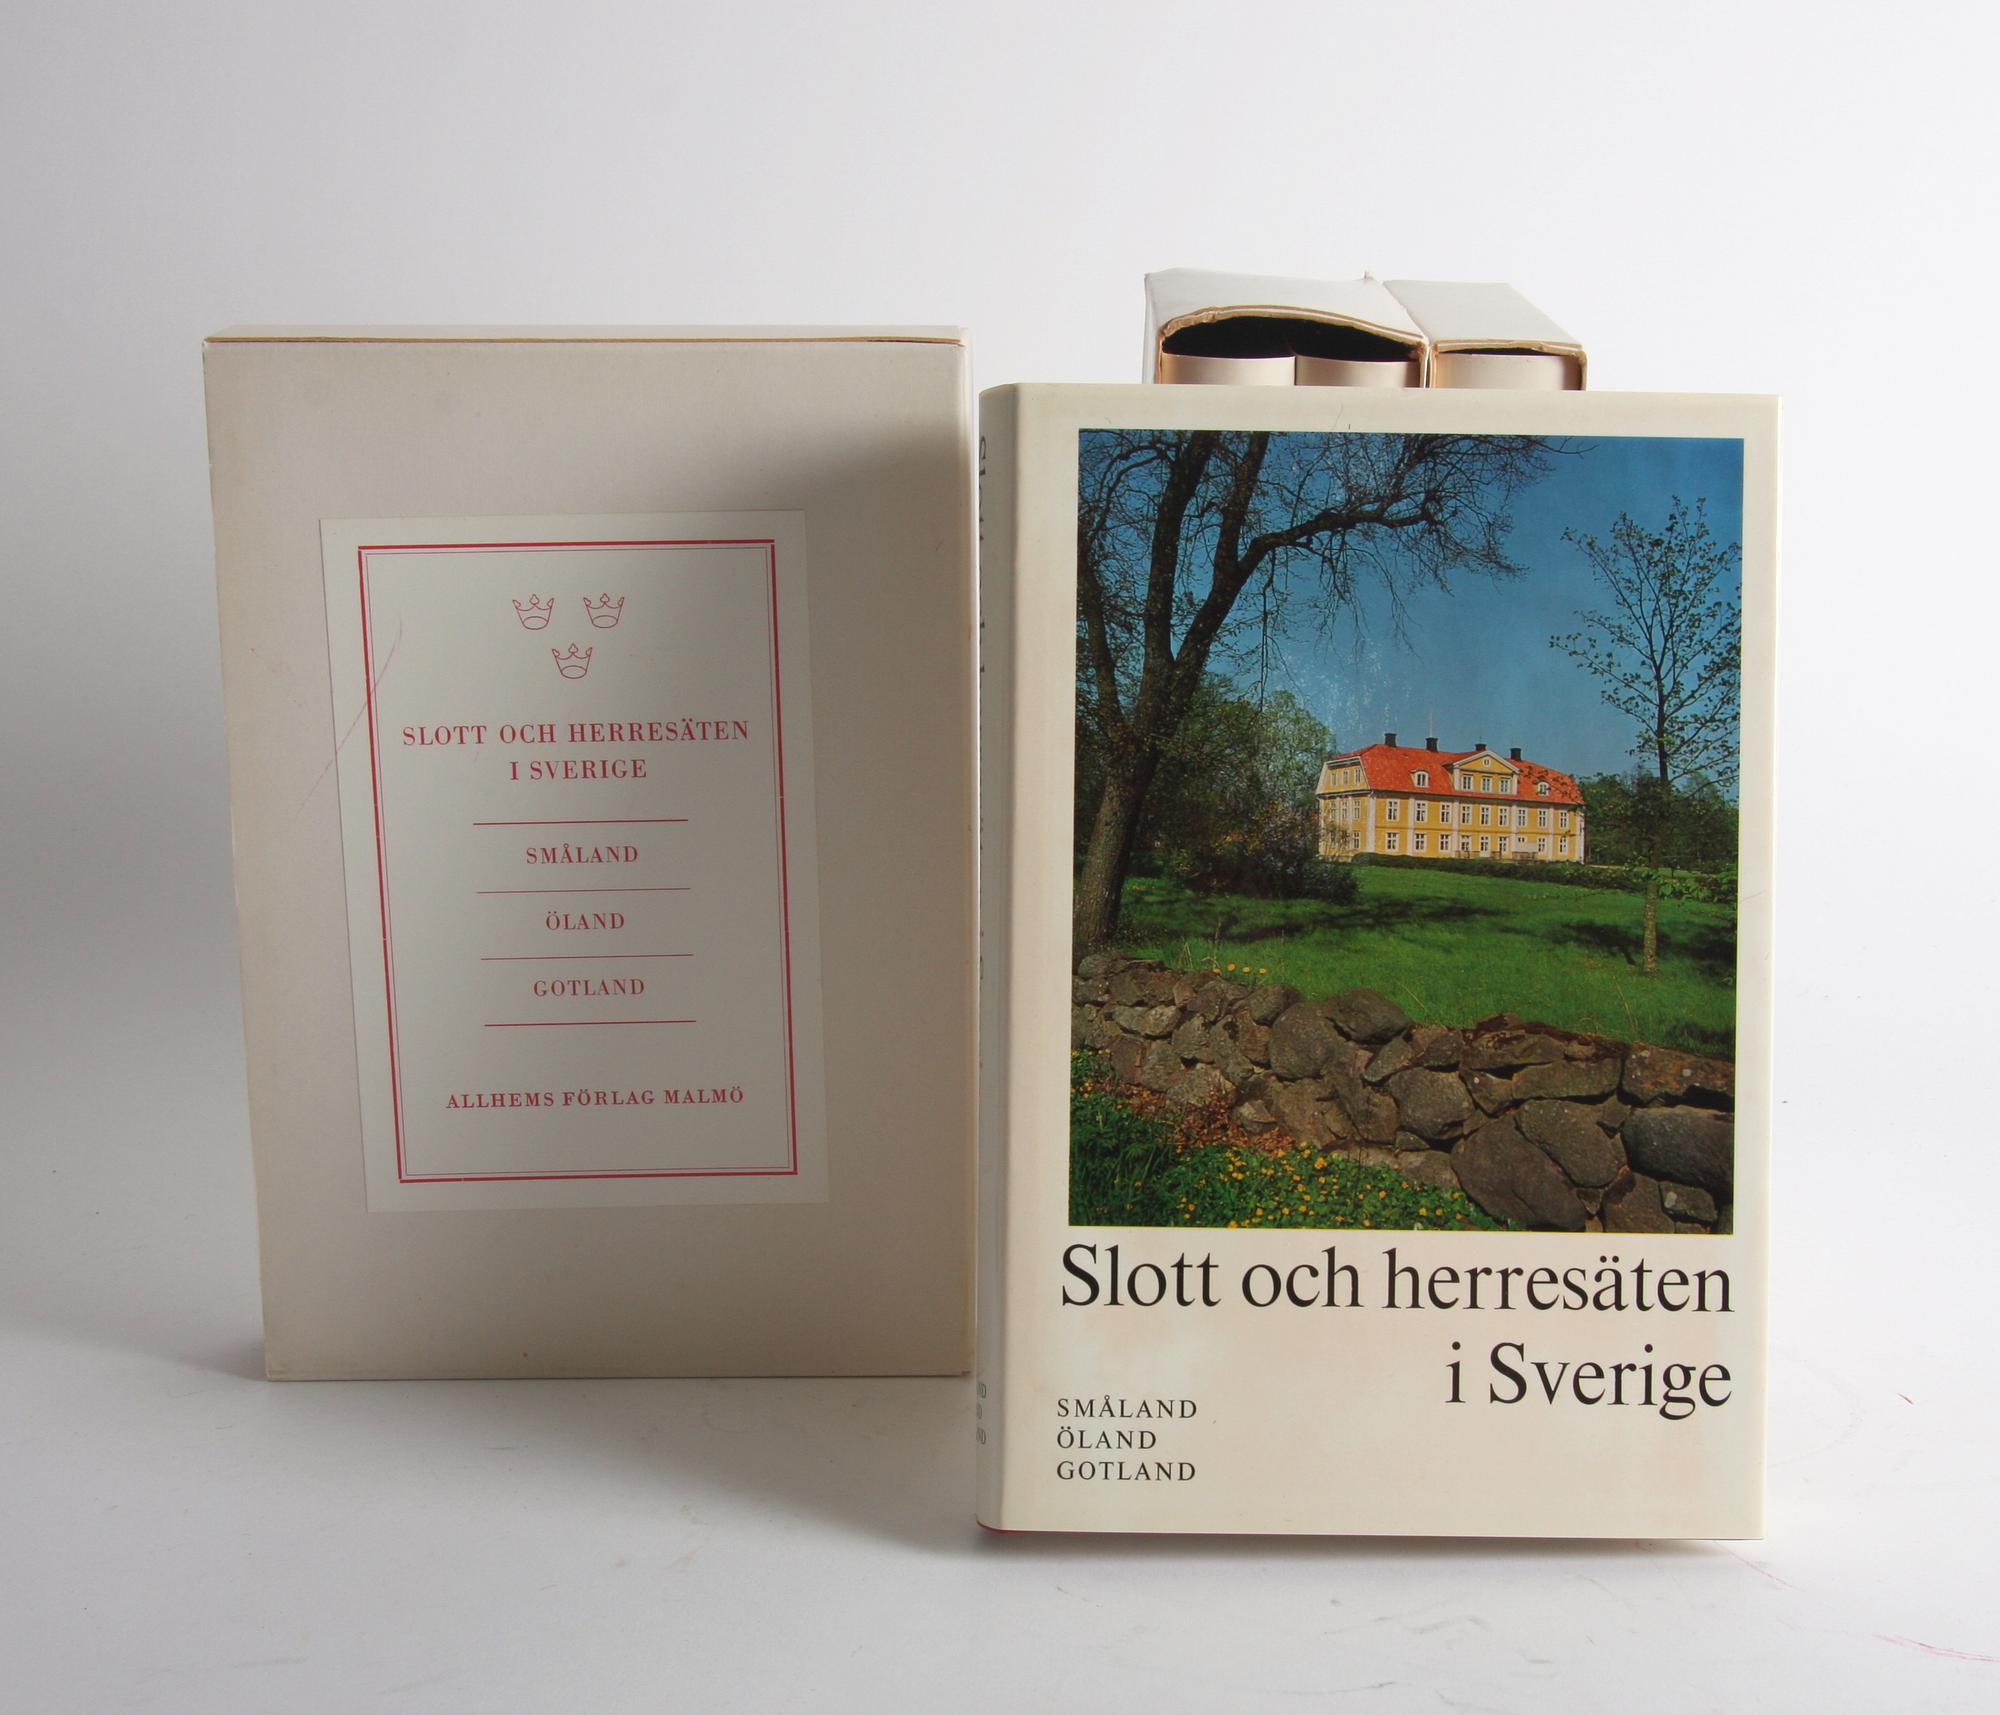 SLOTT OCH HERRESÄTEN
I SVERIGE
SMÅLAND
ÖLAND
GOTLAND
ALLHEMS FÖRLAG MALMÖ
Slott och herresäten
i Sverige
SMÅLAND
ÖLAND
GOTLAND